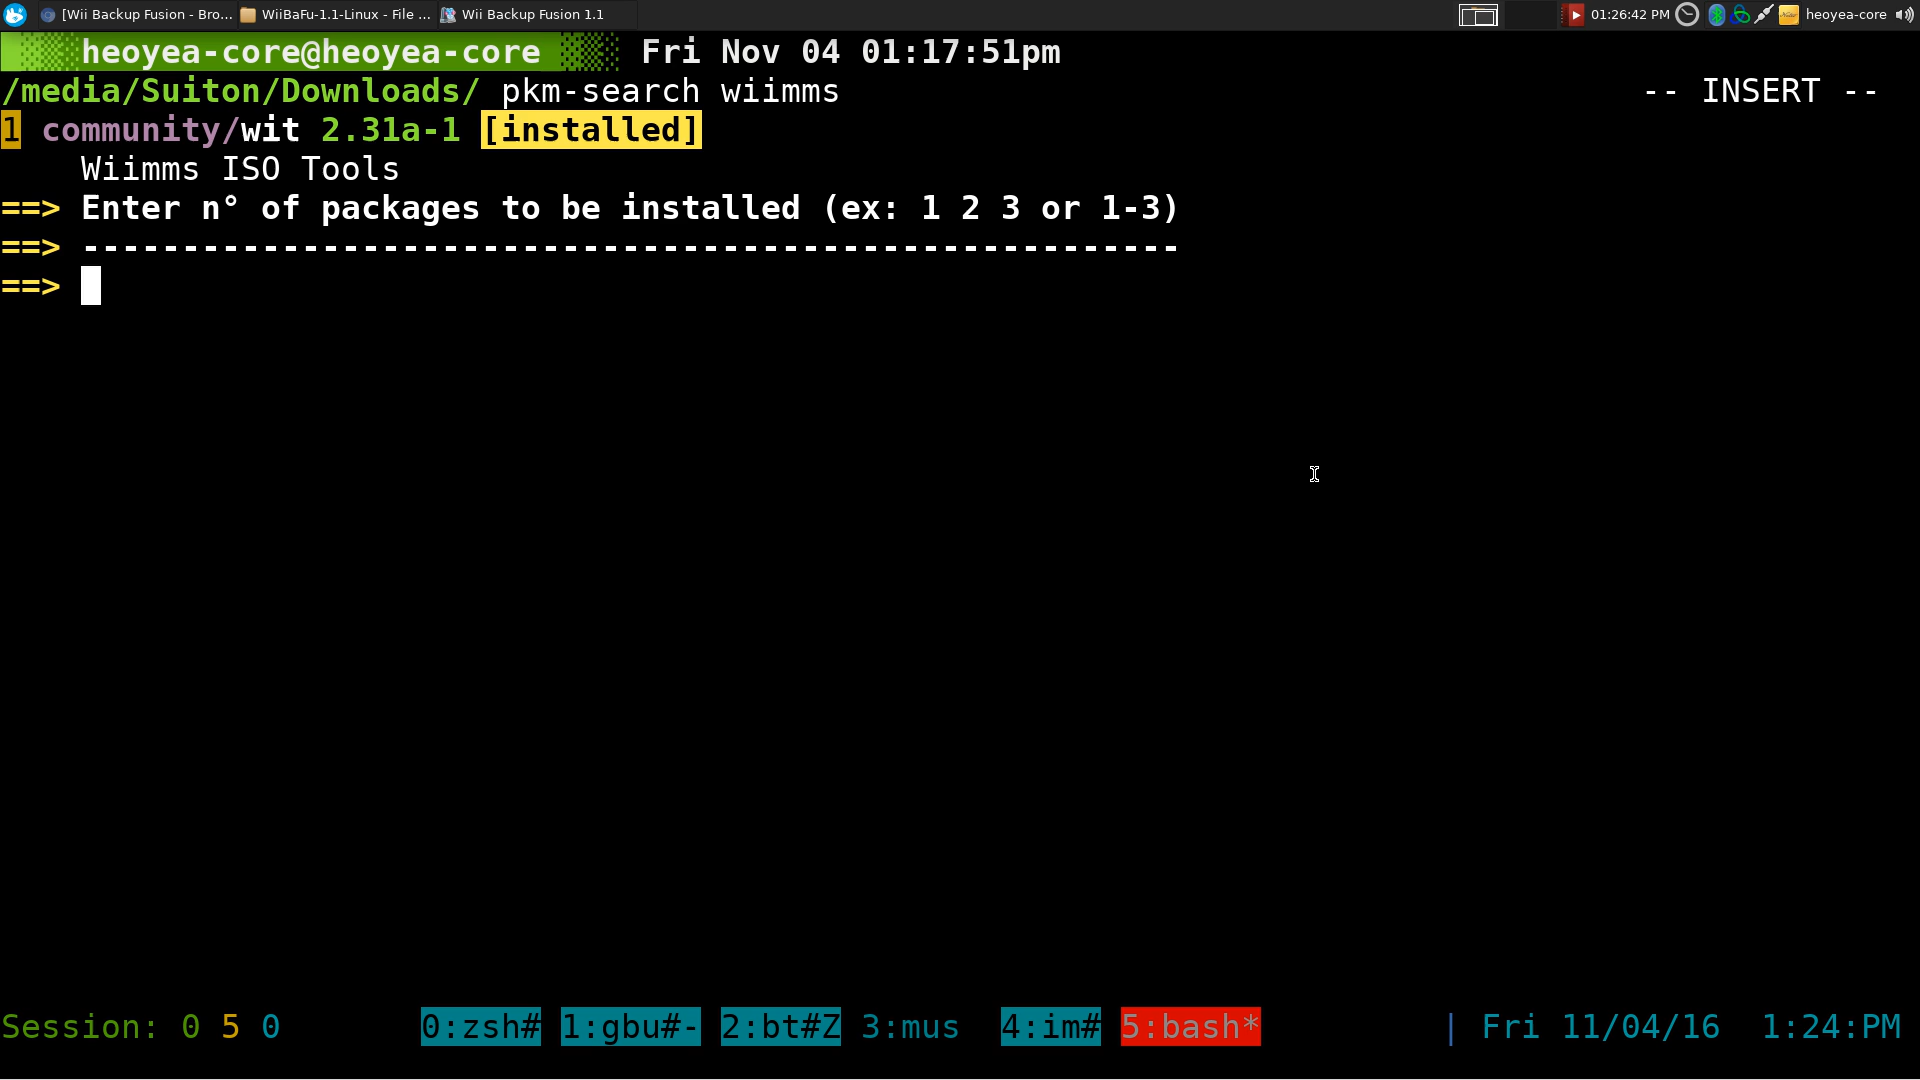 [Wii Backup Fusion - Bro... WiiBaFu-1.1-Linux - File ... Wii Backup Fusion 1.1 01:26:42 PM heoyea-core
heoyea-core@heoyea-core Fri Nov 04 01:17:51pm
/media/Suiton/Downloads/ pkm-search wiimms -- INSERT --
1 community/wit 2.31a-1 [installed]
Wiimms ISO Tools
==> Enter n° of packages to be installed (ex: 1 2 3 or 1-3)
==> -------------------------------------------------------
==>
Session: 0 5 0 0:zsh# 1:gbu#- 2:bt#Z 3:mus 4:im# 5:bash* | Fri 11/04/16 1:24:PM